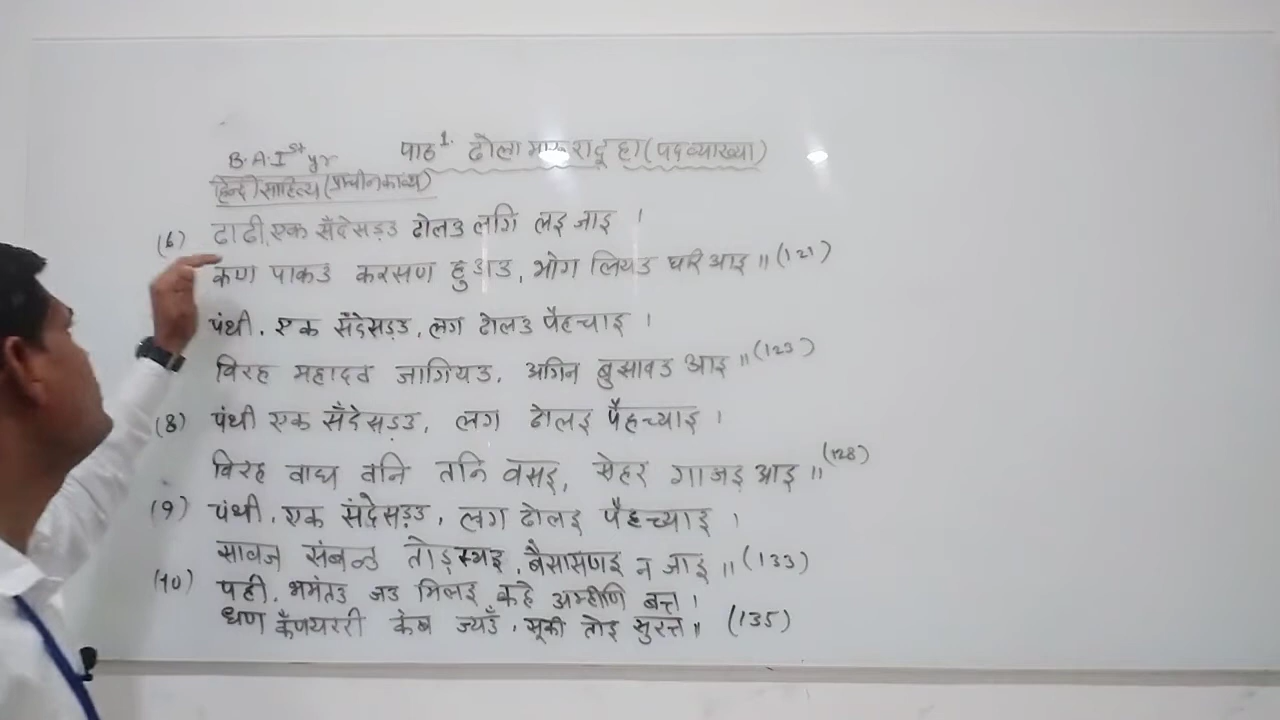 B.A.Ist yr पाठ 1. ढोला मारू रा दू हा (पदव्याख्या)
हिन्दी साहित्य (प्राचीनकाव्य)
(6) ढाढी, एक सँदेसड़उ ढोलउ लगि लइ जाइ ।
कण पाकउ करसण हुअउ, भोग लियउ घरि आइ ॥ (121)
पंथी, एक सँदेसड़उ, लग ढोलउ पैहचाइ ।
विरह महादव जागियउ, अगिन बुझावउ आइ ॥ (123)
(8) पंथी एक सँदेसड़उ, लग ढोलइ पैहच्याइ ।
विरह वाघ वनि तनि वसइ, सेहर गाजइ आइ ॥ (128)
(9) पंथी, एक संदेसड़उ, लग ढोलइ पैहच्याइ ।
सावज संबन्उ तोड़स्यइ, बैसासणइ न जाइ ॥ (133)
(10) पही, भमंतउ जउ मिलइ कहे अम्हीणि बत्त ।
धण कँणयररी केब ज्यउँ, सूकी तोइ सुरत्त ॥ (135)